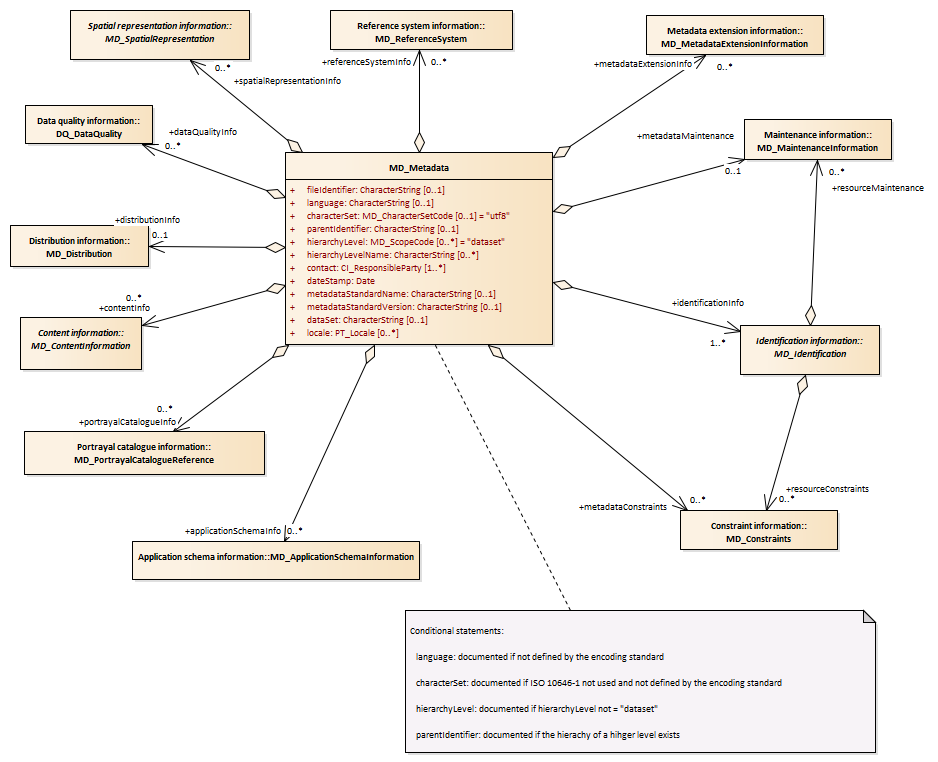 Spatial representation information::
MD_SpatialRepresentation
Reference system information::
MD_ReferenceSystem
Metadata extension information::
MD_MetadataExtensionInformation
+referenceSystemInfo
0..*
+metadataExtensionInfo
0..*
0..*
+spatialRepresentationInfo
Data quality information::
DQ_DataQuality
+dataQualityInfo
0..*
+metadataMaintenance
0..1
Maintenance information::
MD_MaintenanceInformation
0..*
+resourceMaintenance
MD_Metadata
+ fileIdentifier: CharacterString [0..1]
+ language: CharacterString [0..1]
+ characterSet: MD_CharacterSetCode [0..1] = "utf8"
+ parentIdentifier: CharacterString [0..1]
+ hierarchyLevel: MD_ScopeCode [0..*] = "dataset"
+ hierarchyLevelName: CharacterString [0..*]
+ contact: CI_ResponsibleParty [1..*]
+ dateStamp: Date
+ metadataStandardName: CharacterString [0..1]
+ metadataStandardVersion: CharacterString [0..1]
+ dataSet: CharacterString [0..1]
+ locale: PT_Locale [0..*]
+distributionInfo
0..1
Distribution information::
MD_Distribution
0..*
+contentInfo
Content information::
MD_ContentInformation
+identificationInfo
1..*
Identification information::
MD_Identification
0..*
+portrayalCatalogueInfo
Portrayal catalogue information::
MD_PortrayalCatalogueReference
+resourceConstraints
0..*
0..*
+metadataConstraints
Constraint information::
MD_Constraints
+applicationSchemaInfo
0..*
Application schema information::MD_ApplicationSchemaInformation
Conditional statements:
language: documented if not defined by the encoding standard
characterSet: documented if ISO 10646-1 not used and not defined by the encoding standard
hierarchyLevel: documented if hierarchyLevel not = "dataset"
parentIdentifier: documented if the hierachy of a hihger level exists